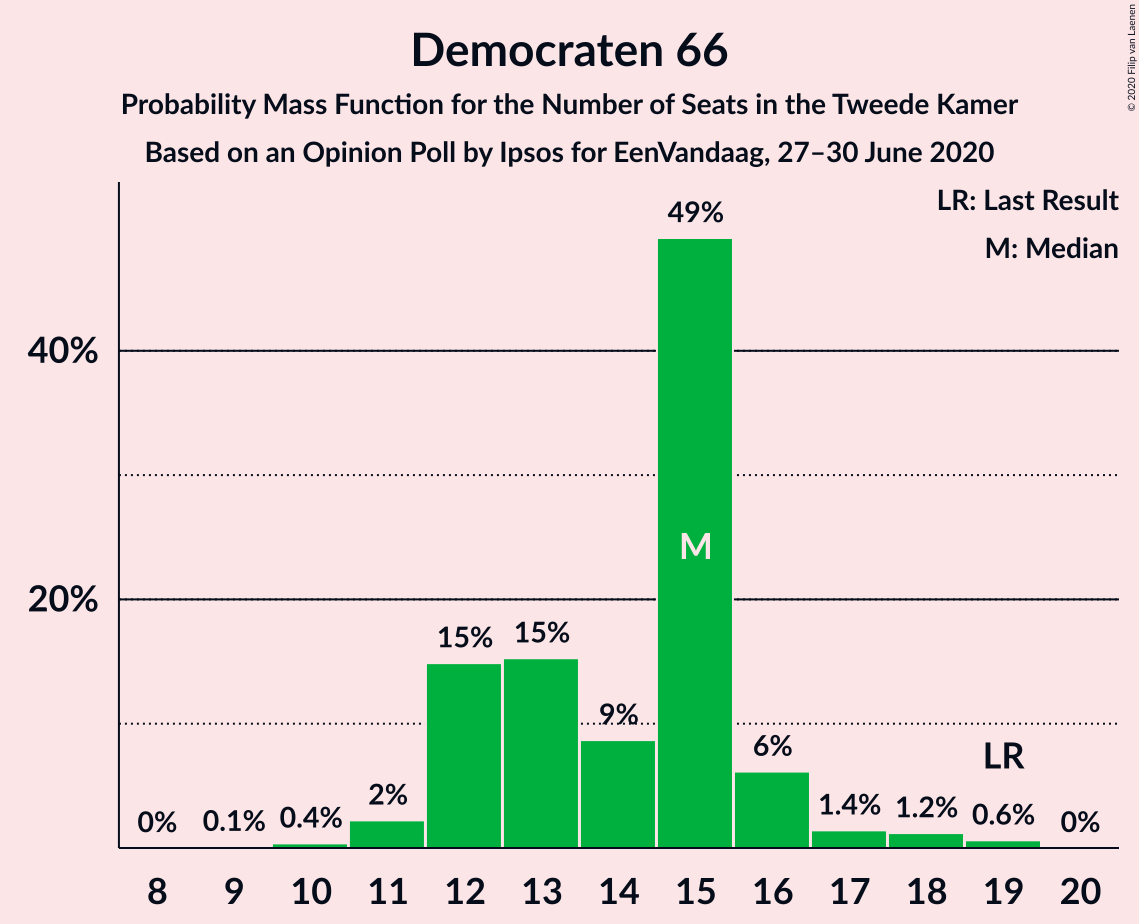 Democraten 66
Probability Mass Function for the Number of Seats in the Tweede Kamer
Based on an Opinion Poll by Ipsos for EenVandaag, 27–30 June 2020
© 2020 Filip van Laenen
LR: Last Result
M: Median
49%
40%
M
20%
15%
15%
9%
6%
LR
2%
1.4%
1.2%
0.6%
0.4%
0.1%
0%
0%
8 9 10 11 12 13 14 15 16 17 18 19 20